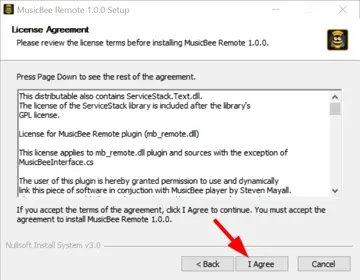 MusicBee Remote 1.0.0 Setup
License Agreement
Please review the license terms before installing MusicBee Remote 1.0.0.
Press Page Down to see the rest of the agreement.
This distributable also contains ServiceStack.Text.dll.
The license of the ServiceStack library is included after the library's
GPL license.
License for MusicBee Remote plugin (mb_remote.dll)
This license applies to mb_remote.dll plugin and sources with the exception of
MusicBeeInterface.cs
The user of this plugin is hereby granted permission to use and dynamically
link this piece of software in conjuction with MusicBee player by Steven Mayall.
If you accept the terms of the agreement, click I Agree to continue. You must accept the
agreement to install MusicBee Remote 1.0.0.
Nullsoft Install System v3.0
< Back
I Agree
Cancel